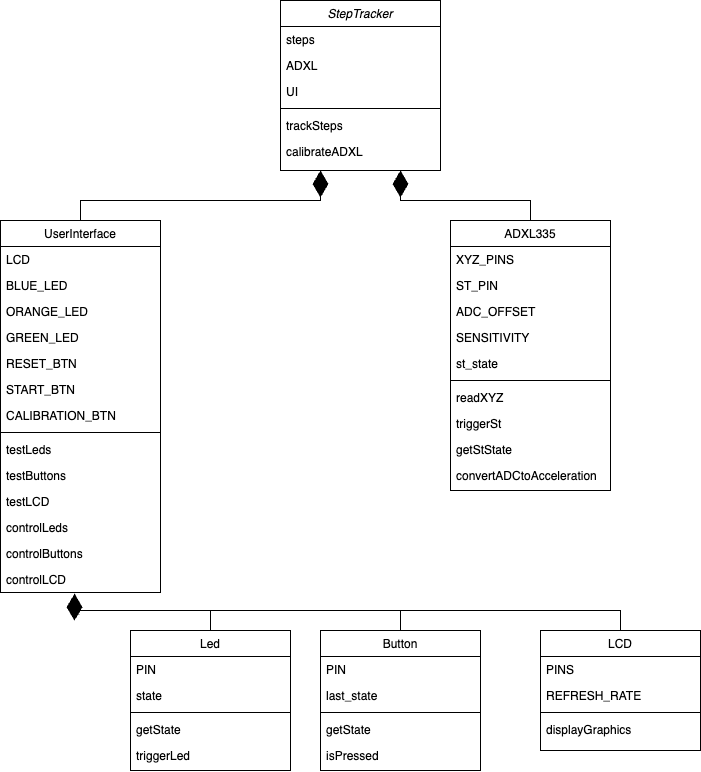 StepTracker
steps
ADXL
UI
trackSteps
calibrateADXL
UserInterface
LCD
BLUE_LED
ORANGE_LED
GREEN_LED
RESET_BTN
START_BTN
CALIBRATION_BTN
testLeds
testButtons
testLCD
controlLeds
controlButtons
controlLCD
ADXL335
XYZ_PINS
ST_PIN
ADC_OFFSET
SENSITIVITY
st_state
readXYZ
triggerSt
getStState
convertADCtoAcceleration
Led
PIN
state
getState
triggerLed
Button
PIN
last_state
getState
isPressed
LCD
PINS
REFRESH_RATE
displayGraphics